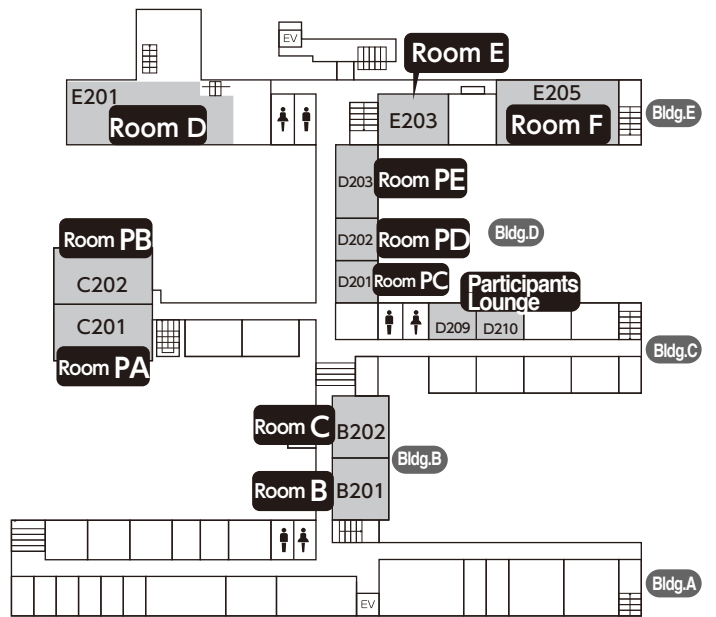 EV
Room E
E201
Room D
E203
E205
Room F
Bldg.E
D203
Room PE
Room PB
D202
Room PD
Bldg.D
C202
D201
Room PC
Participants
Lounge
C201
D209
D210
Room PA
Bldg.C
Room C
B202
Bldg.B
Room B
B201
Bldg.A
EV